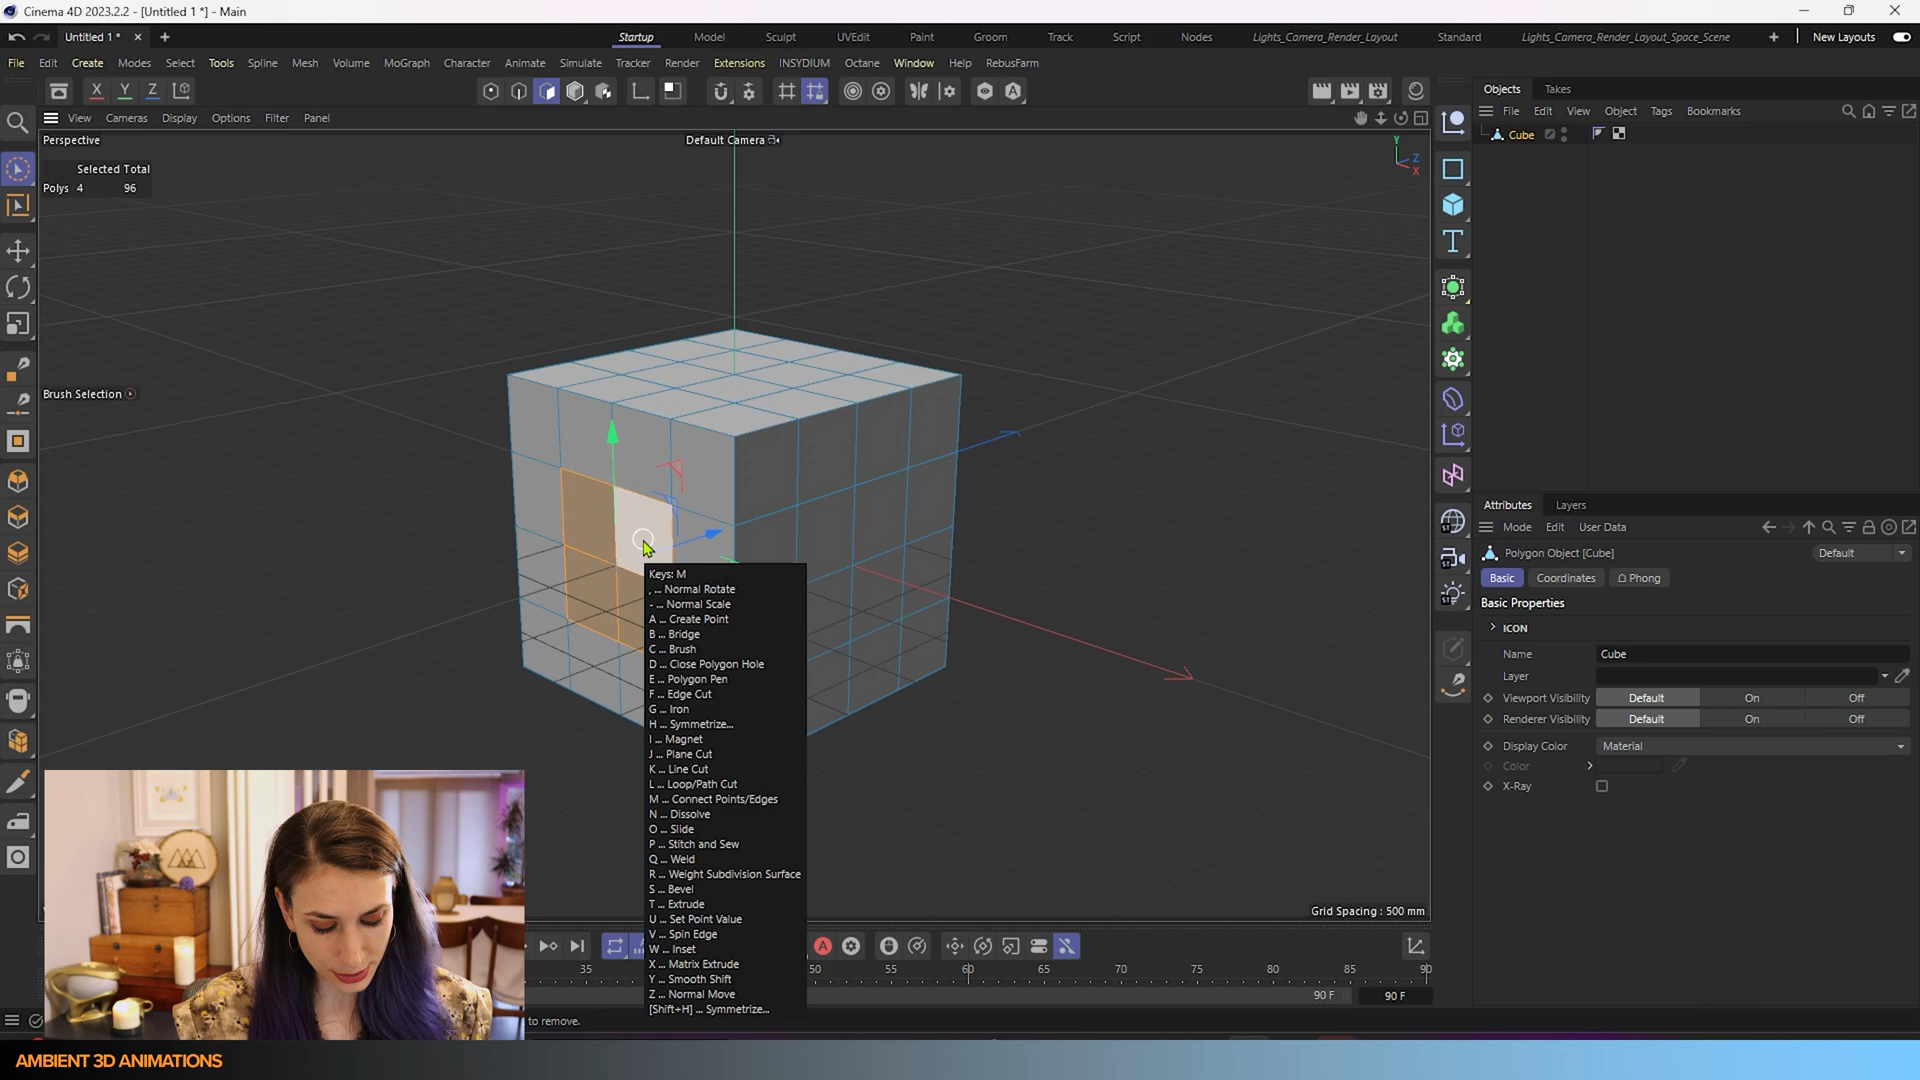 Cinema 4D 2023.2.2 - [Untitled 1 *] - Main
Untitled 1 *
Startup
Model
Sculpt
UVEdit
Paint
Groom
Track
Script
Nodes
Lights_Camera_Render_Layout
Standard
Lights_Camera_Render_Layout_Space_Scene
New Layouts
File
Edit
Create
Modes
Select
Tools
Spline
Mesh
Volume
MoGraph
Character
Animate
Simulate
Tracker
Render
Extensions
INSYDIUM
Octane
Window
Help
RebusFarm
X
Y
Z
Objects
Takes
View
Cameras
Display
Options
Filter
Panel
File
Edit
View
Object
Tags
Bookmarks
Perspective
Default Camera
Cube
Y
Z
X
Selected Total
Polys 4 96
Brush Selection
Keys: M
, ... Normal Rotate
- ... Normal Scale
A ... Create Point
B ... Bridge
C ... Brush
D ... Close Polygon Hole
E ... Polygon Pen
F ... Edge Cut
G ... Iron
H ... Symmetrize...
I ... Magnet
J ... Plane Cut
K ... Line Cut
L ... Loop/Path Cut
M ... Connect Points/Edges
N ... Dissolve
O ... Slide
P ... Stitch and Sew
Q ... Weld
R ... Weight Subdivision Surface
S ... Bevel
T ... Extrude
U ... Set Point Value
V ... Spin Edge
W ... Inset
X ... Matrix Extrude
Y ... Smooth Shift
Z ... Normal Move
[Shift+H] ... Symmetrize...
Attributes
Layers
Mode
Edit
User Data
Polygon Object [Cube]
Default
Basic
Coordinates
Phong
Basic Properties
ICON
Name
Cube
Layer
Viewport Visibility
Default
On
Off
Renderer Visibility
Default
On
Off
Display Color
Material
Color
X-Ray
Grid Spacing : 500 mm
35
50
55
60
65
70
75
80
85
90
90 F
90 F
to remove.
AMBIENT 3D ANIMATIONS